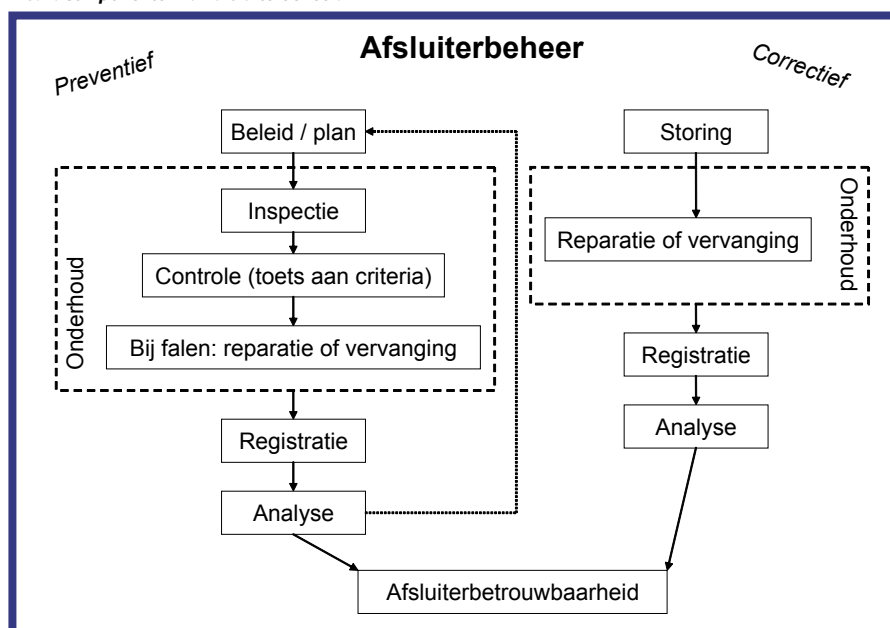 Afsluiterbeheer
Preventief
Correctief
Beleid / plan
Inspectie
Controle (toets aan criteria)
Bij falen: reparatie of vervanging
Onderhoud
Registratie
Analyse
Storing
Reparatie of vervanging
Onderhoud
Registratie
Analyse
Afsluiterbetrouwbaarheid